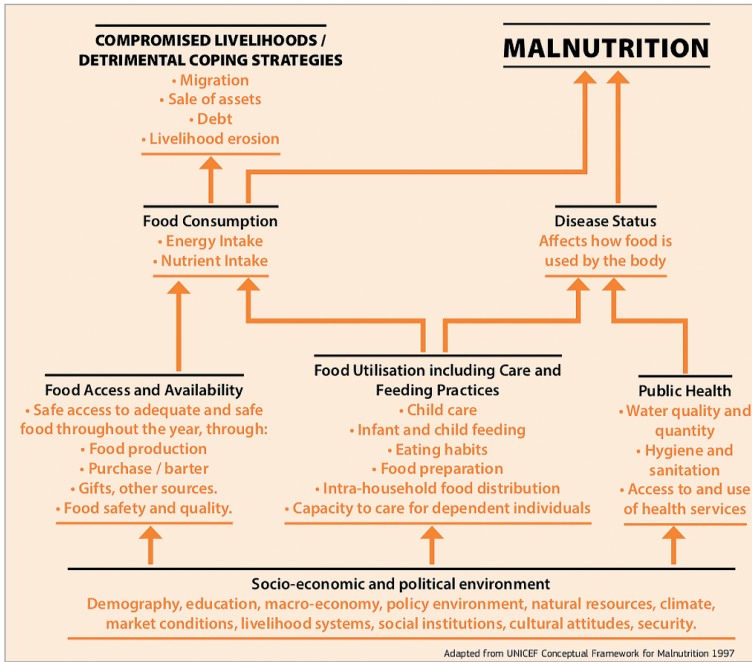 COMPROMISED LIVELIHOODS /
DETRIMENTAL COPING STRATEGIES
• Migration
• Sale of assets
• Debt
• Livelihood erosion
MALNUTRITION
Food Consumption
• Energy Intake
• Nutrient Intake
Disease Status
Affects how food is
used by the body
Food Access and Availability
• Safe access to adequate and safe
food throughout the year, through:
• Food production
• Purchase / barter
• Gifts, other sources.
• Food safety and quality.
Food Utilisation including Care and
Feeding Practices
• Child care
• Infant and child feeding
• Eating habits
• Food preparation
• Intra-household food distribution
• Capacity to care for dependent individuals
Public Health
• Water quality and
quantity
• Hygiene and
sanitation
• Access to and use
of health services
Socio-economic and political environment
Demography, education, macro-economy, policy environment, natural resources, climate,
market conditions, livelihood systems, social institutions, cultural attitudes, security.
Adapted from UNICEF Conceptual Framework for Malnutrition 1997